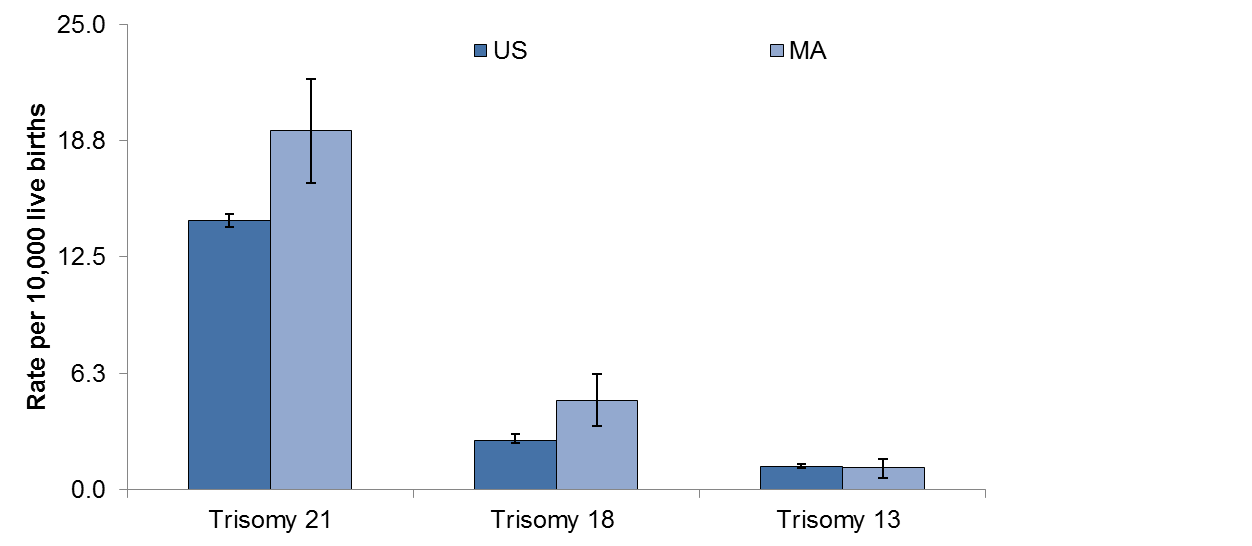 25.0
US
MA
18.8
12.5
6.3
0.0
Rate per 10,000 live births
Trisomy 21
Trisomy 18
Trisomy 13